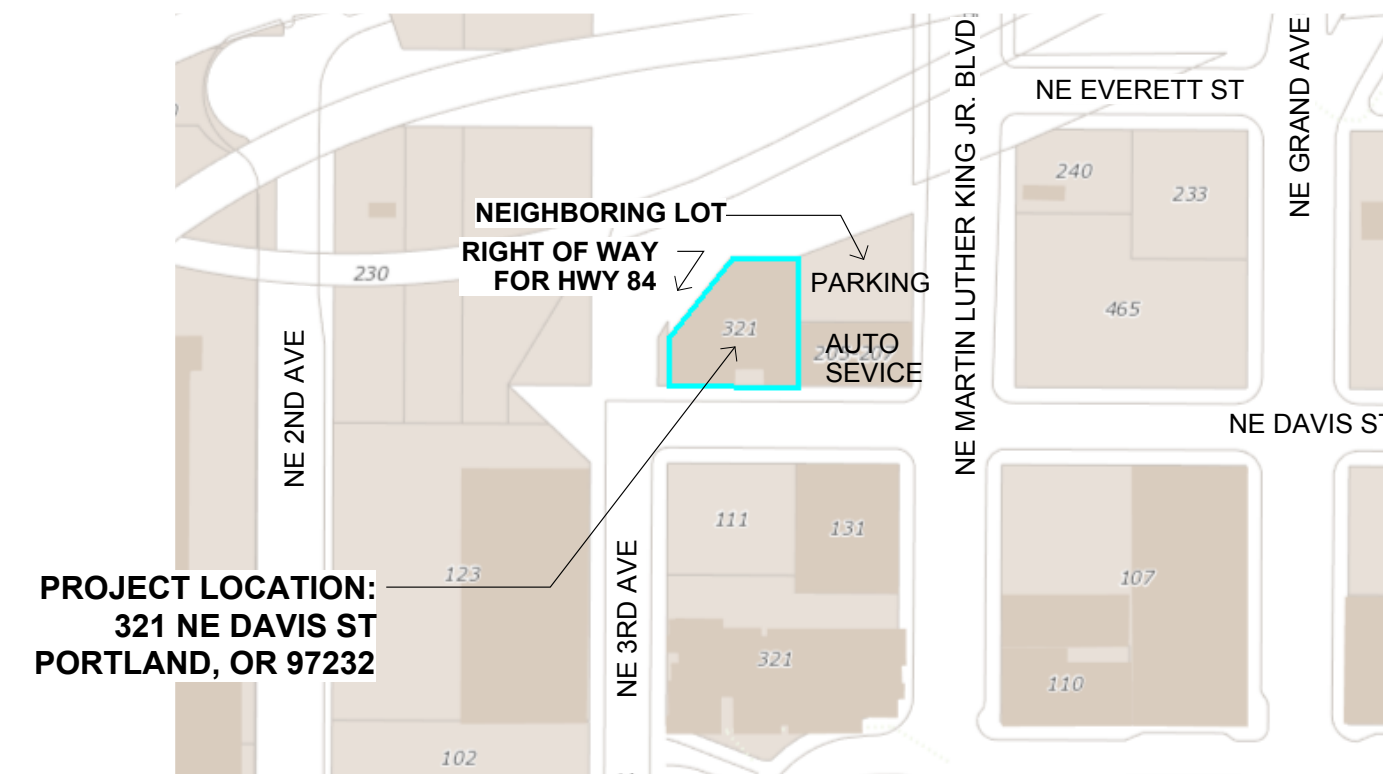 NE MARTIN LUTHER KING JR. BLVD
NE GRAND AVE
NE EVERETT ST
240
233
NEIGHBORING LOT
RIGHT OF WAY
FOR HWY 84
230
PARKING
465
321
205-207
AUTO
SEVICE
NE 2ND AVE
NE DAVIS ST
111
131
123
107
PROJECT LOCATION:
321 NE DAVIS ST
PORTLAND, OR 97232
NE 3RD AVE
321
110
102